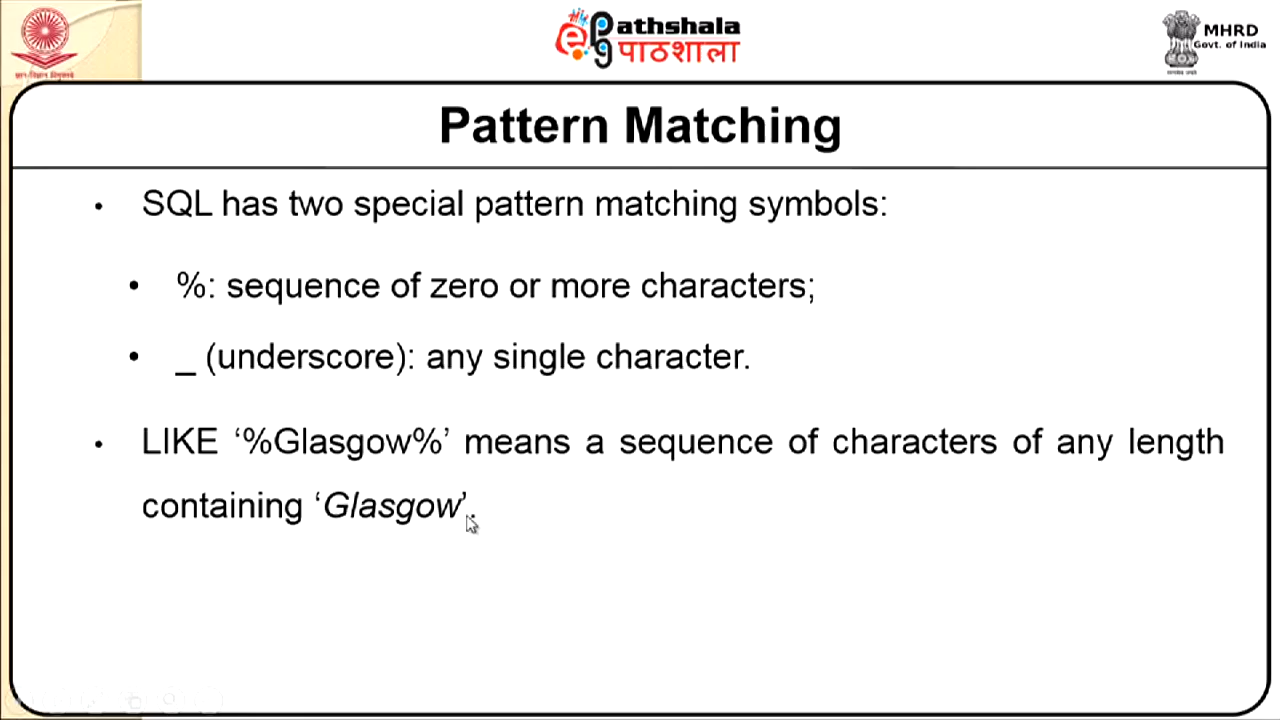 Pathshala
पाठशाला
MHRD
Govt. of India
Pattern Matching
• SQL has two special pattern matching symbols:
• %: sequence of zero or more characters;
• _ (underscore): any single character.
• LIKE ‘%Glasgow%’ means a sequence of characters of any length
containing ‘Glasgow’.